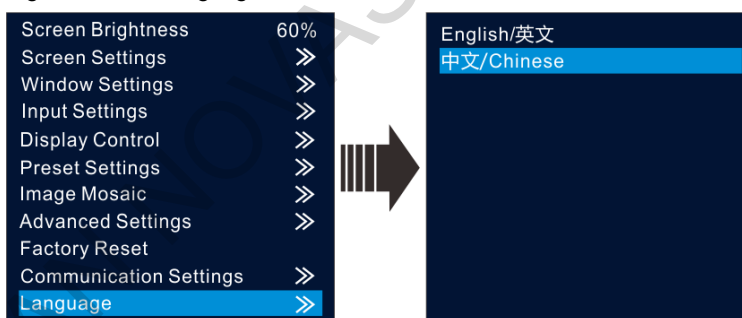 Screen Brightness 60%
Screen Settings
Window Settings
Input Settings
Display Control
Preset Settings
Image Mosaic
Advanced Settings
Factory Reset
Communication Settings
Language
English/英文
中文/Chinese